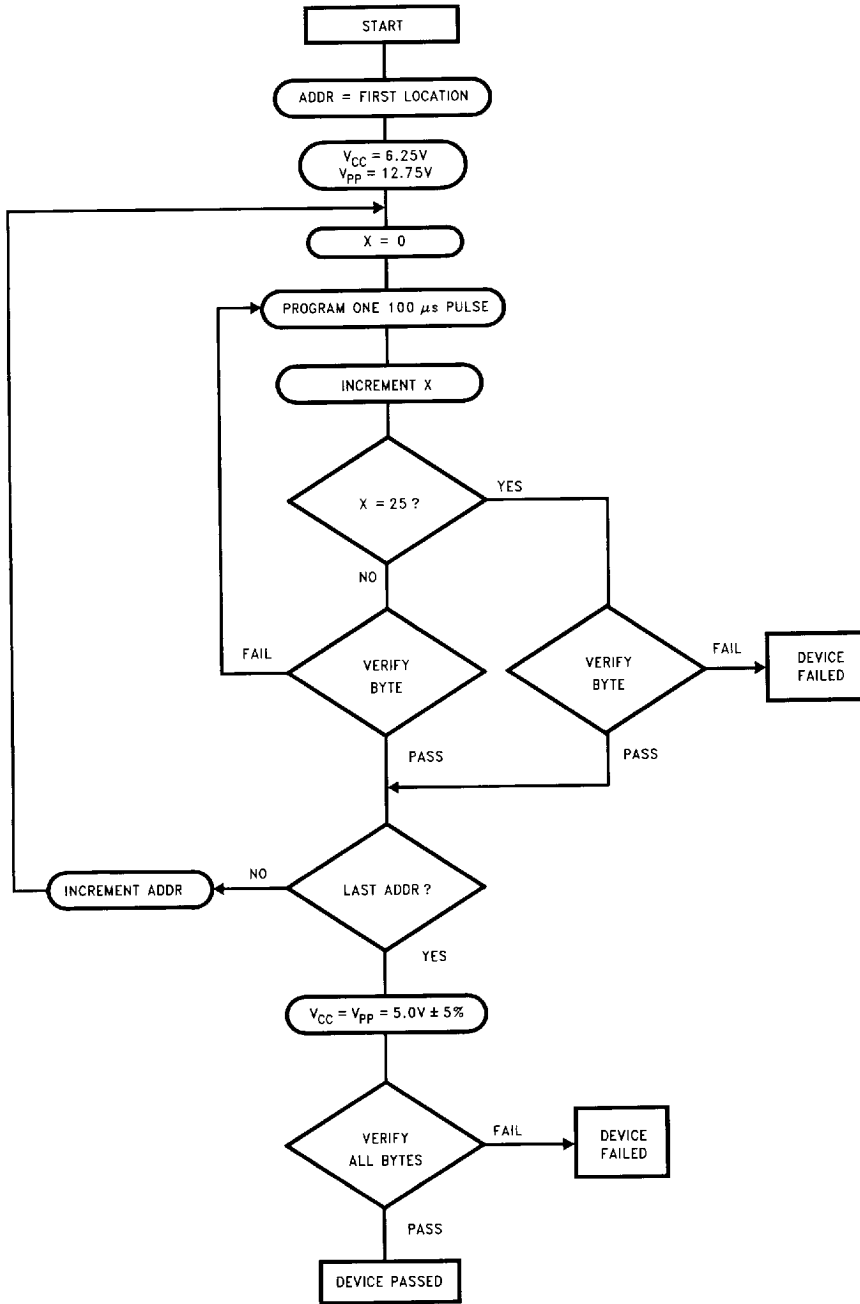 START
ADDR = FIRST LOCATION
VCC = 6.25V
VPP = 12.75V
X = 0
PROGRAM ONE 100 μs PULSE
INCREMENT X
X = 25?
YES
NO
FAIL
VERIFY
BYTE
PASS
VERIFY
BYTE
FAIL
DEVICE
FAILED
PASS
LAST ADDR?
NO
INCREMENT ADDR
YES
VCC = VPP = 5.0V ± 5%
VERIFY
ALL BYTES
FAIL
DEVICE
FAILED
PASS
DEVICE PASSED